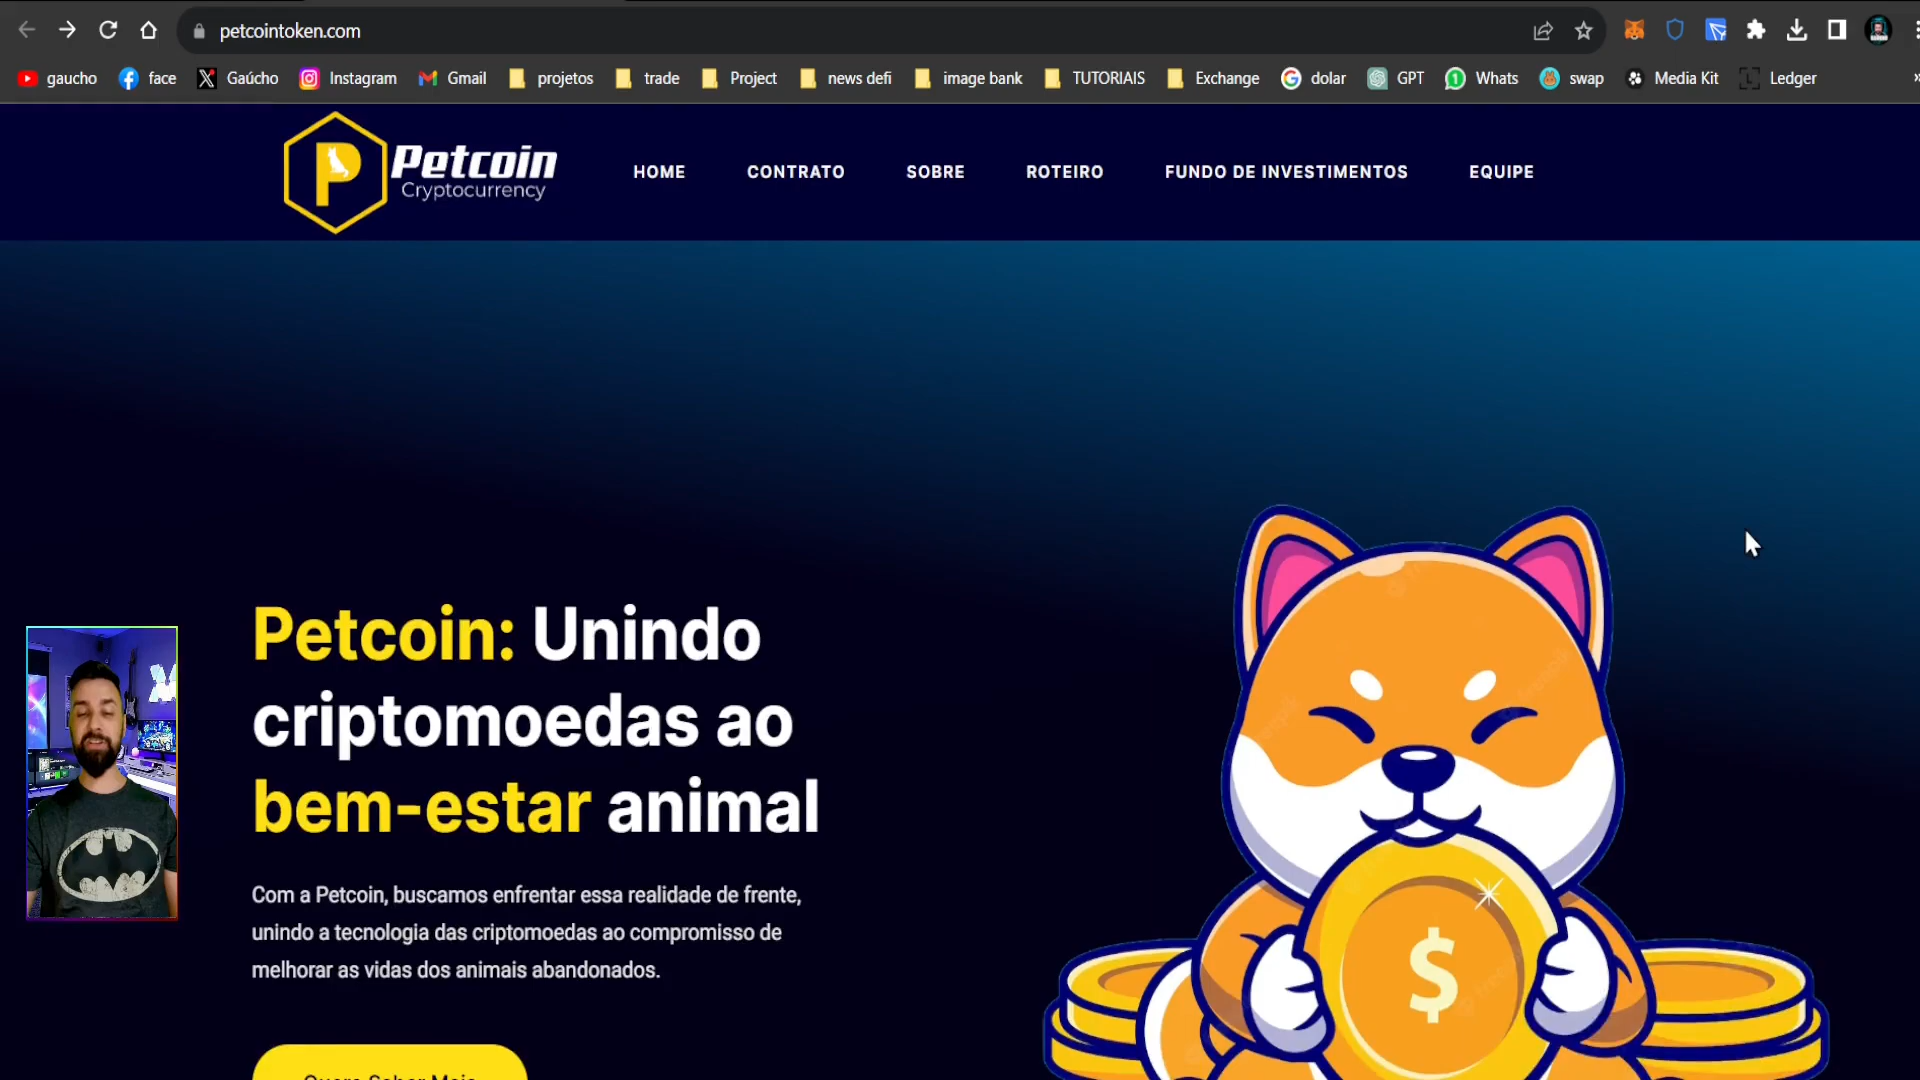 petcointoken.com
gaucho face Gaúcho Instagram Gmail projetos trade Project news defi image bank TUTORIAIS Exchange dolar GPT Whats swap Media Kit Ledger
P Petcoin
Cryptocurrency
HOME CONTRATO SOBRE ROTEIRO FUNDO DE INVESTIMENTOS EQUIPE
Petcoin: Unindo
criptomoedas ao
bem-estar animal
Com a Petcoin, buscamos enfrentar essa realidade de frente,
unindo a tecnologia das criptomoedas ao compromisso de
melhorar as vidas dos animais abandonados.
Quero Saber Mais
$